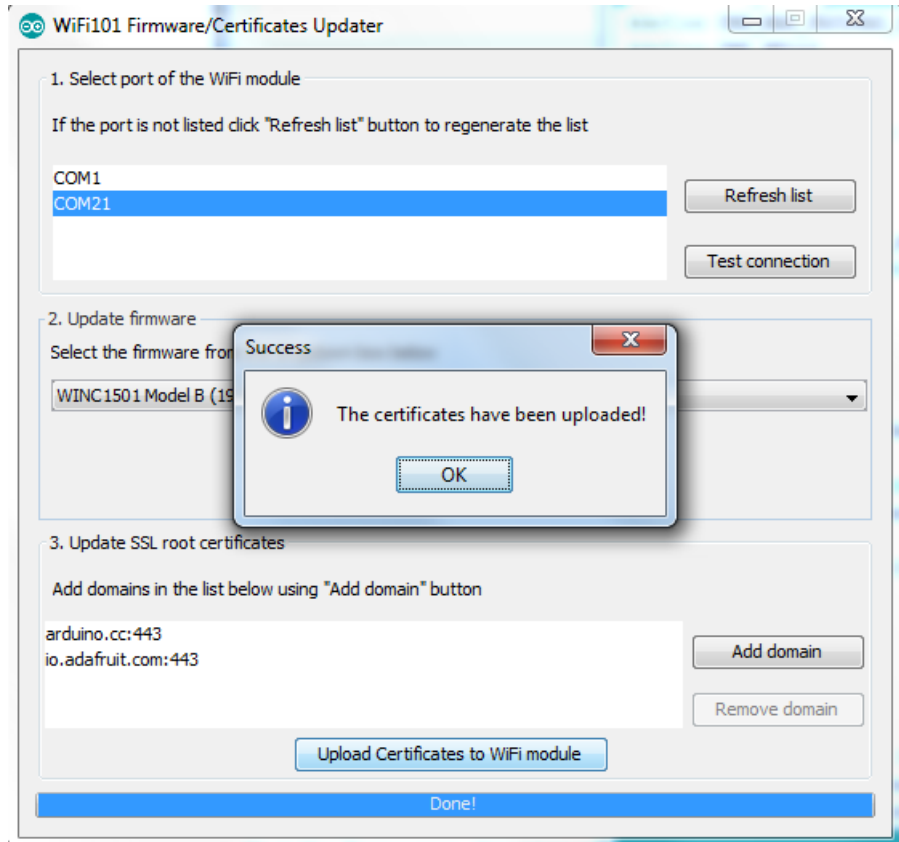 WiFi101 Firmware/Certificates Updater
1. Select port of the WiFi module
If the port is not listed click "Refresh list" button to regenerate the list
COM1
COM21
Refresh list
Test connection
2. Update firmware
Select the firmware from
WINC1501 Model B (19
Success
The certificates have been uploaded!
OK
3. Update SSL root certificates
Add domains in the list below using "Add domain" button
arduino.cc:443
io.adafruit.com:443
Add domain
Remove domain
Upload Certificates to WiFi module
Done!